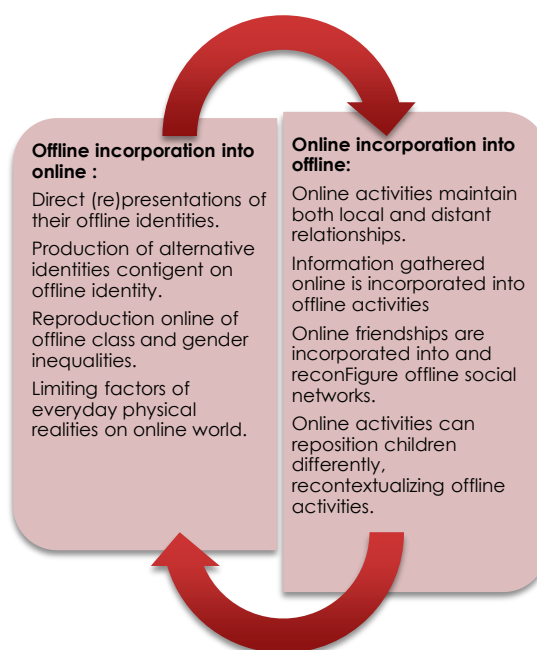 Offline incorporation into
online :
Direct (re)presentations of
their offline identities.
Production of alternative
identities contigent on
offline identity.
Reproduction online of
offline class and gender
inequalities.
Limiting factors of
everyday physical
realities on online world.
Online incorporation into
offline:
Online activities maintain
both local and distant
relationships.
Information gathered
online is incorporated into
offline activities
Online friendships are
incorporated into and
reconFigure offline social
networks.
Online activities can
reposition children
differently,
recontextualizing offline
activities.